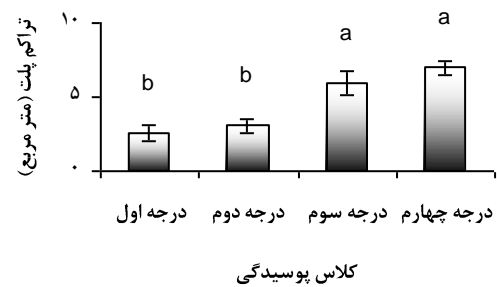 تراکم پلت (متر مربع)
۱۰
۵
۰
b
b
a
a
درجه اول
درجه دوم
درجه سوم
درجه چهارم
کلاس پوسیدگی